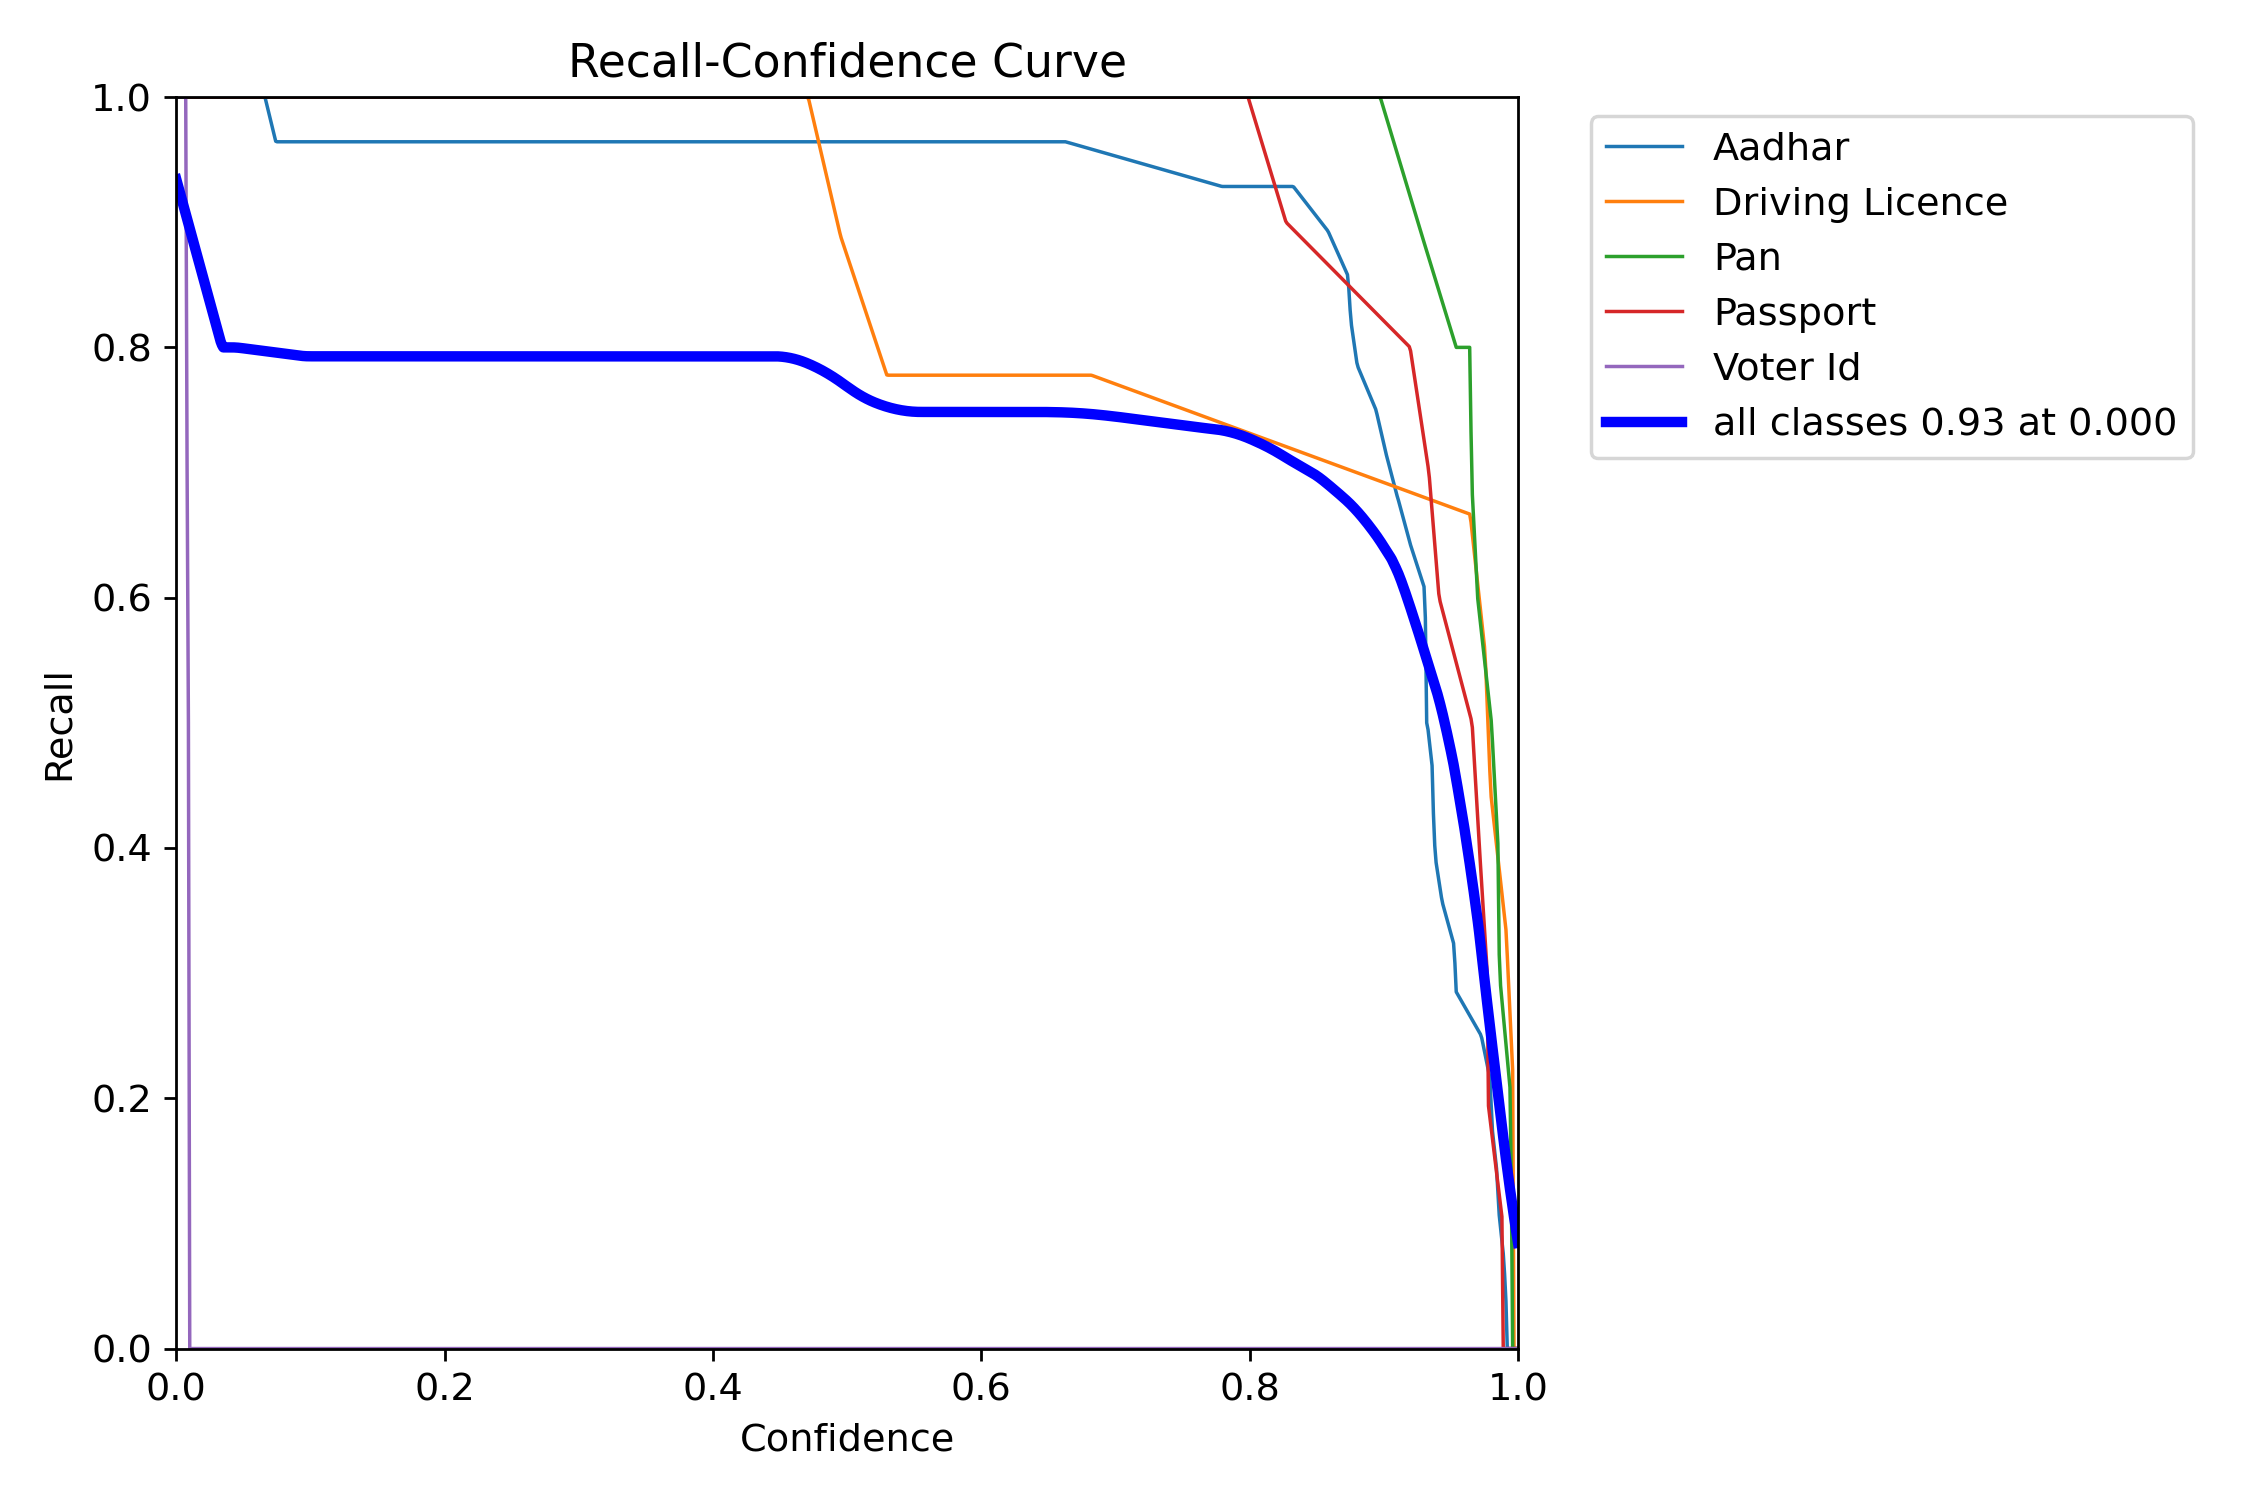 Recall-Confidence Curve
1.0
0.8
0.6
0.4
0.2
0.0
Recall
0.0 0.2 0.4 0.6 0.8 1.0
Confidence
Aadhar
Driving Licence
Pan
Passport
Voter Id
all classes 0.93 at 0.000